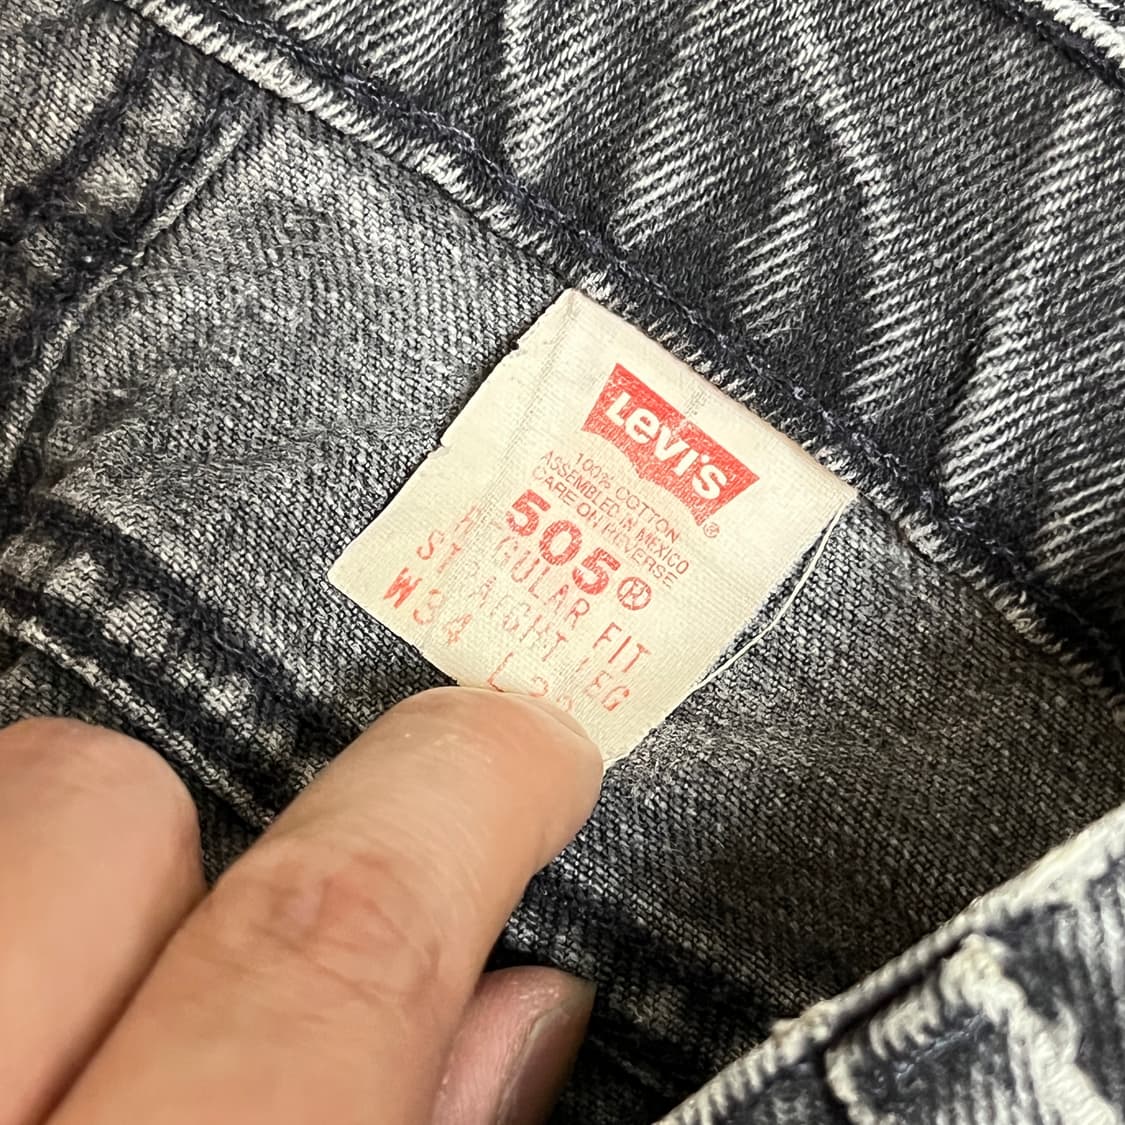 Levi's ®
100% COTTON
ASSEMBLED IN MEXICO
CARE ON REVERSE
505®
REGULAR FIT
STRAIGHT LEG
W34 L